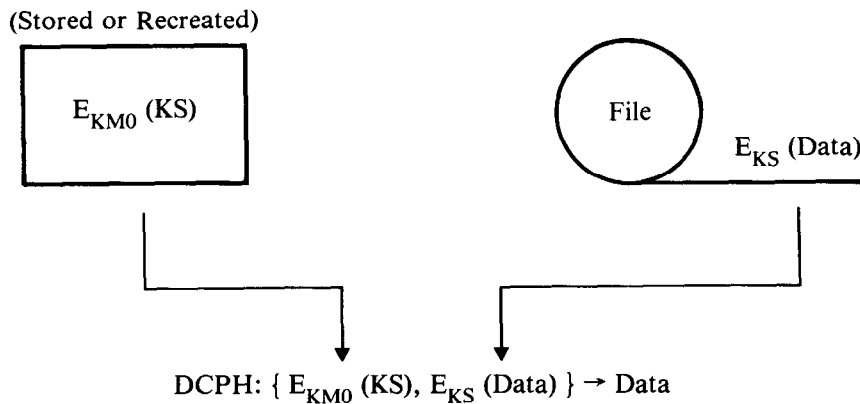 (Stored or Recreated)
E_KM0 (KS)
File
E_KS (Data)
DCPH: { E_KM0 (KS), E_KS (Data) } → Data